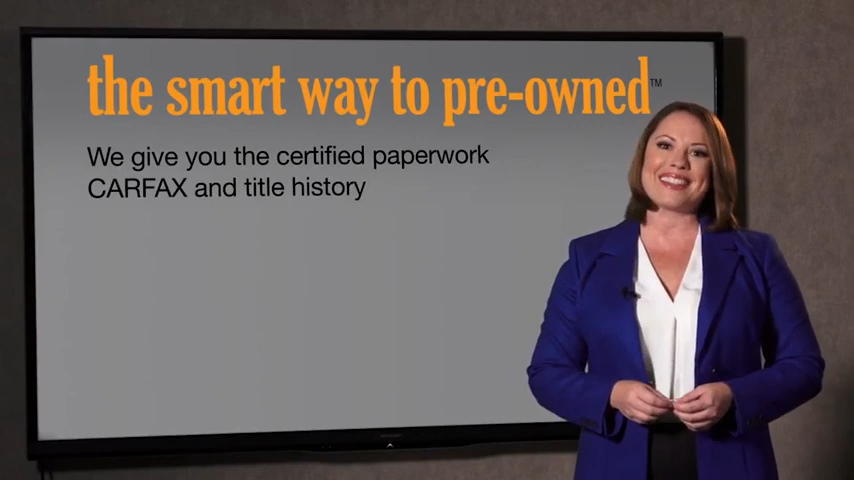 the smart way to pre-owned™
We give you the certified paperwork
CARFAX and title history